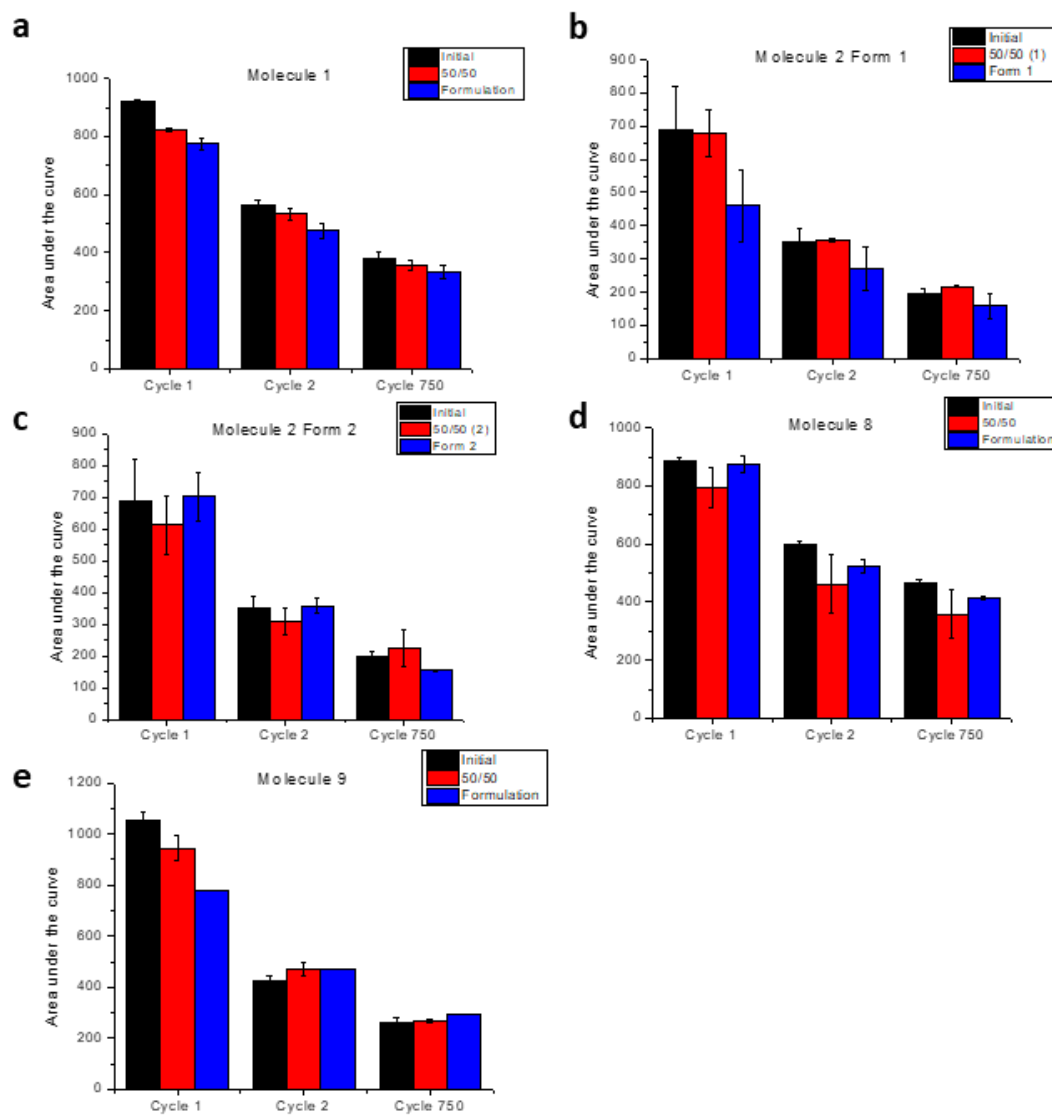 a
Molecule 1
Initial
50/50
Formulation
Area under the curve
1000
800
600
400
200
0
Cycle 1
Cycle 2
Cycle 750
b
Molecule 2 Form 1
Initial
50/50 (1)
Form 1
Area under the curve
900
800
700
600
500
400
300
200
100
0
Cycle 1
Cycle 2
Cycle 750
c
Molecule 2 Form 2
Initial
50/50 (2)
Form 2
Area under the curve
900
800
700
600
500
400
300
200
100
0
Cycle 1
Cycle 2
Cycle 750
d
Molecule 8
Initial
50/50
Formulation
Area under the curve
1000
800
600
400
200
0
Cycle 1
Cycle 2
Cycle 750
e
Molecule 9
Initial
50/50
Formulation
Area under the curve
1200
1000
800
600
400
200
0
Cycle 1
Cycle 2
Cycle 750